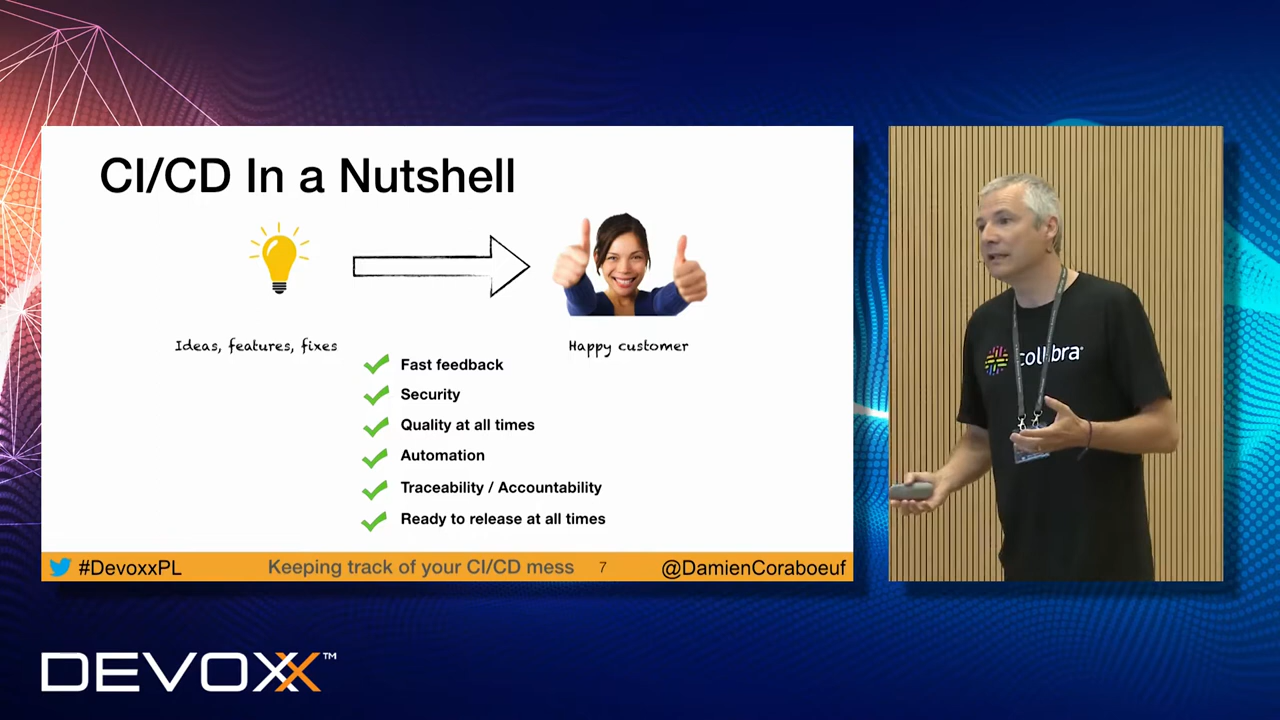 CI/CD In a Nutshell
Ideas, features, fixes
Happy customer
Fast feedback
Security
Quality at all times
Automation
Traceability / Accountability
Ready to release at all times
#DevoxxPL
Keeping track of your CI/CD mess
7
@DamienCoraboeuf
collibra
DEVOXX™